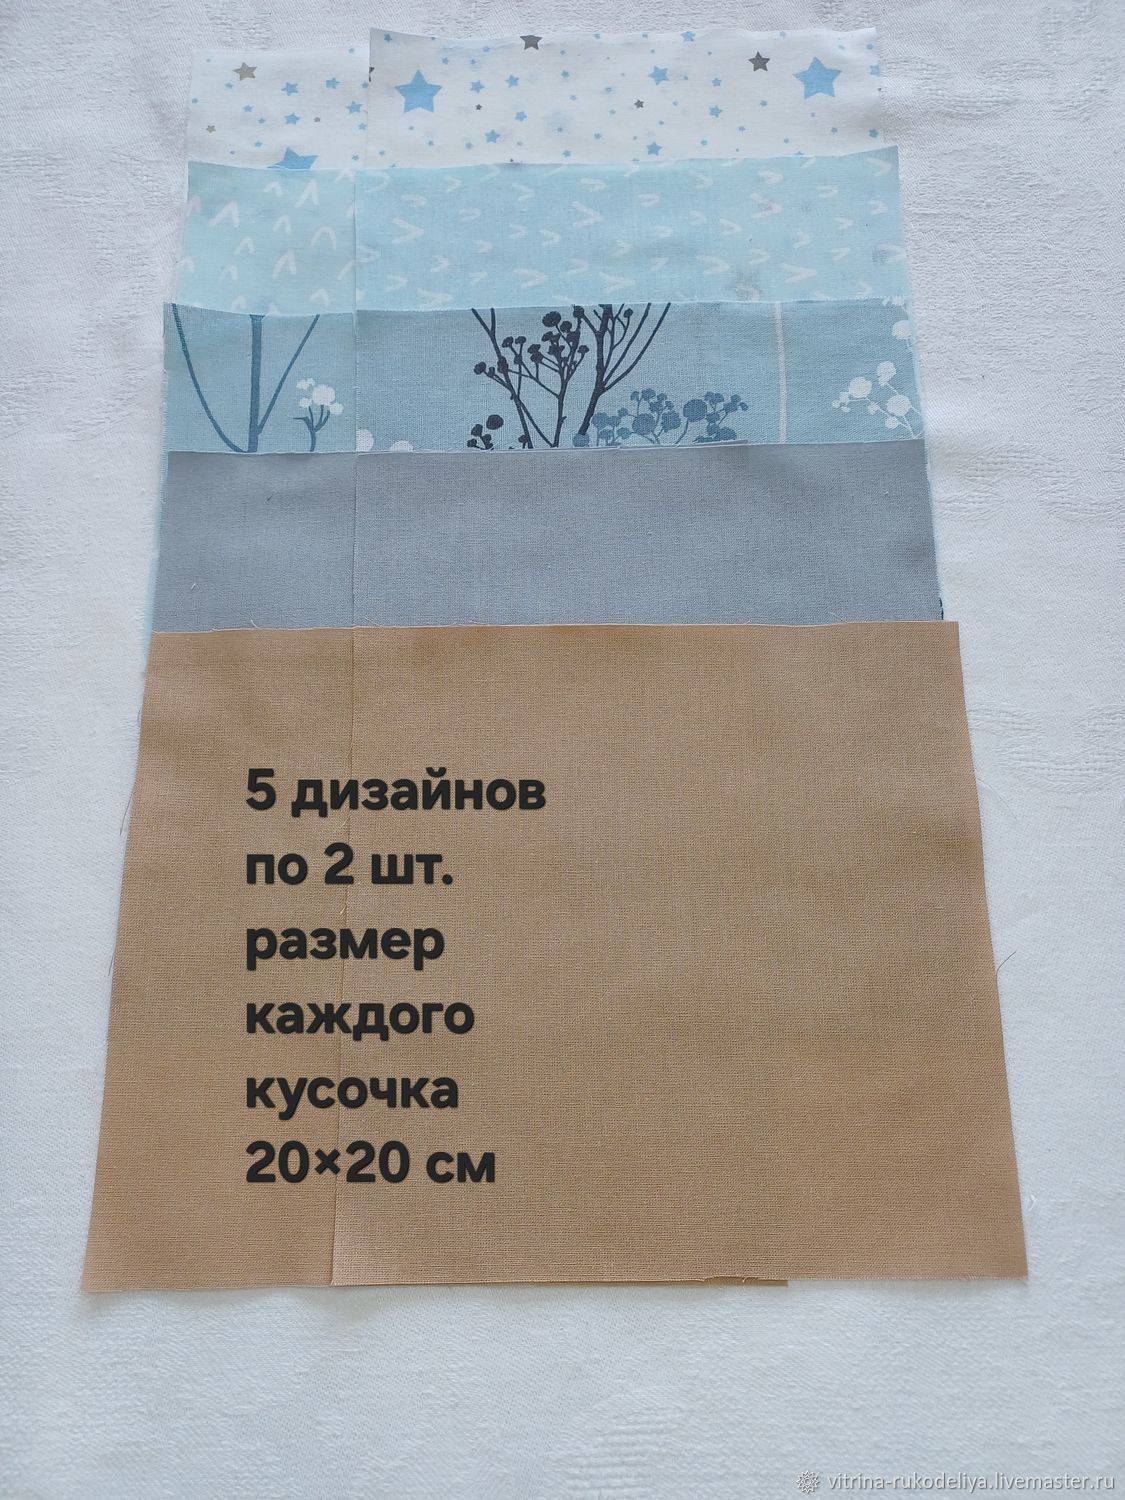 5 дизайнов
по 2 шт.
размер
каждого
кусочка
20×20 см
vitrina-rukodeliya.livemaster.ru